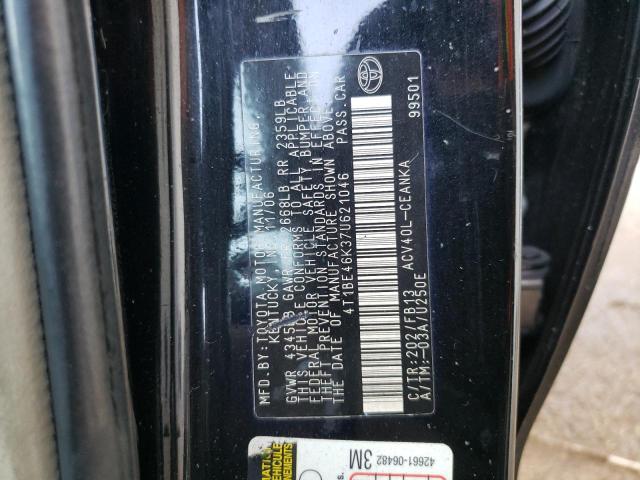 MFD.BY:TOYOTA MOTOR MANUFACTURING,
KENTUCKY, INC. 11/06
GVWR 4345LB GAWR FR 2668LB RR 2359LB
THIS VEHICLE CONFORMS TO ALL APPLICABLE
FEDERAL MOTOR VEHICLE SAFETY, BUMPER, AND
THEFT PREVENTION STANDARDS IN EFFECT ON
THE DATE OF MANUFACTURE SHOWN ABOVE.
4T1BE46K37U621046 PASS.CAR
C/TR:202/FB13 ACV40L-CEANKA
A/TM:-03A/U250E 99501
42661-06482
3M
VEHICULE